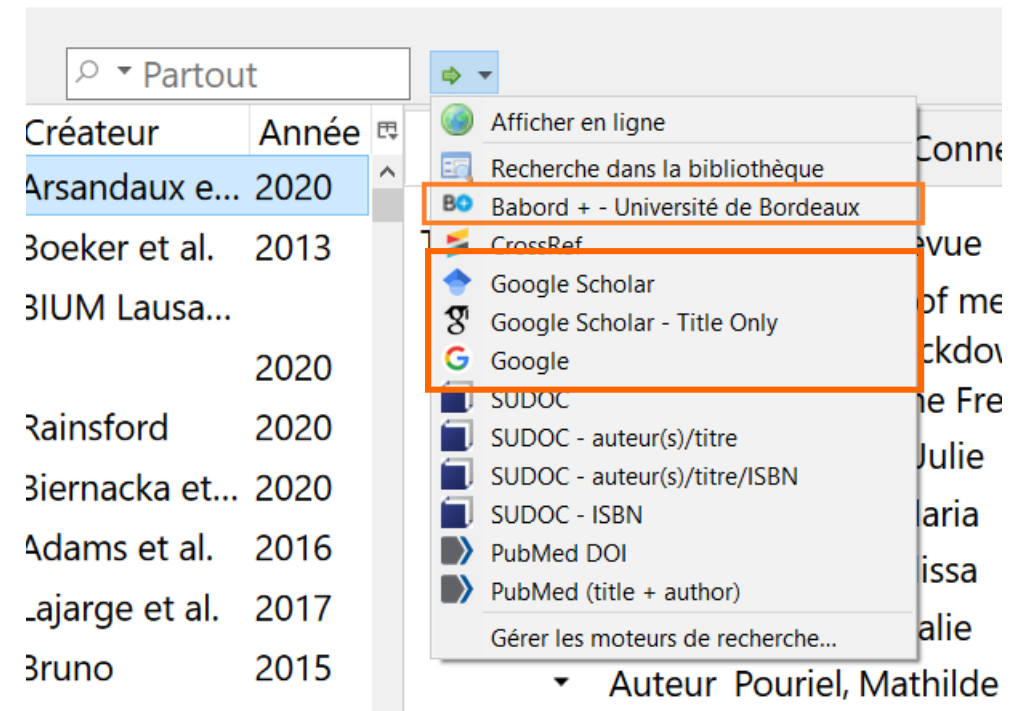 Partout
Créateur Année
Arsandaux e... 2020
Boeker et al. 2013
BIUM Lausa...
2020
Rainsford 2020
Biernacka et... 2020
Adams et al. 2016
Lajarge et al. 2017
Bruno 2015
Afficher en ligne
Recherche dans la bibliothèque
Babord + - Université de Bordeaux
CrossRef
Google Scholar
Google Scholar - Title Only
Google
SUDOC
SUDOC - auteur(s)/titre
SUDOC - auteur(s)/titre/ISBN
SUDOC - ISBN
PubMed DOI
PubMed (title + author)
Gérer les moteurs de recherche...
Conne
evue
of me
ckdov
ne Fre
Julie
laria
issa
alie
Auteur Pouriel, Mathilde